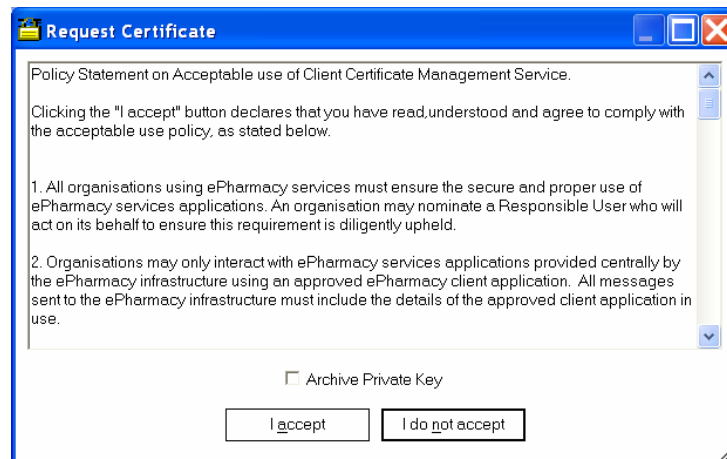 Request Certificate
Policy Statement on Acceptable use of Client Certificate Management Service.
Clicking the "I accept" button declares that you have read,understood and agree to comply with
the acceptable use policy, as stated below.
1. All organisations using ePharmacy services must ensure the secure and proper use of
ePharmacy services applications. An organisation may nominate a Responsible User who will
act on its behalf to ensure this requirement is diligently upheld.
2. Organisations may only interact with ePharmacy services applications provided centrally by
the ePharmacy infrastructure using an approved ePharmacy client application.  All messages
sent to the ePharmacy infrastructure must include the details of the approved client application in
use.
Archive Private Key
I accept
I do not accept